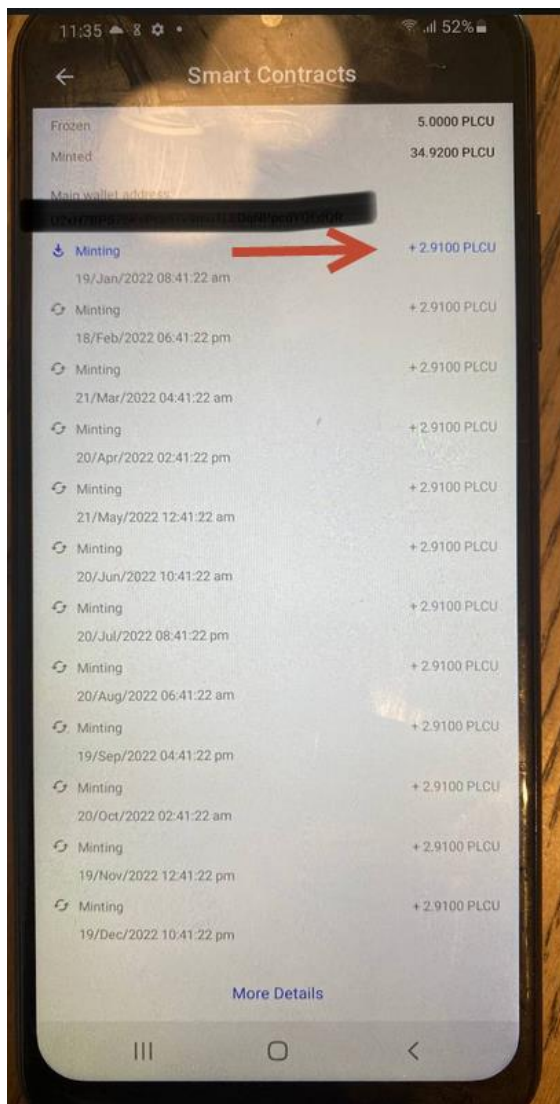 11:35
52%
Smart Contracts
Frozen 5.0000 PLCU
Minted 34.9200 PLCU
Main wallet address:
Minting + 2.9100 PLCU
19/Jan/2022 08:41:22 am
Minting + 2.9100 PLCU
18/Feb/2022 06:41:22 pm
Minting + 2.9100 PLCU
21/Mar/2022 04:41:22 am
Minting + 2.9100 PLCU
20/Apr/2022 02:41:22 pm
Minting + 2.9100 PLCU
21/May/2022 12:41:22 am
Minting + 2.9100 PLCU
20/Jun/2022 10:41:22 am
Minting + 2.9100 PLCU
20/Jul/2022 08:41:22 pm
Minting + 2.9100 PLCU
20/Aug/2022 06:41:22 am
Minting + 2.9100 PLCU
19/Sep/2022 04:41:22 pm
Minting + 2.9100 PLCU
20/Oct/2022 02:41:22 am
Minting + 2.9100 PLCU
19/Nov/2022 12:41:22 pm
Minting + 2.9100 PLCU
19/Dec/2022 10:41:22 pm
More Details